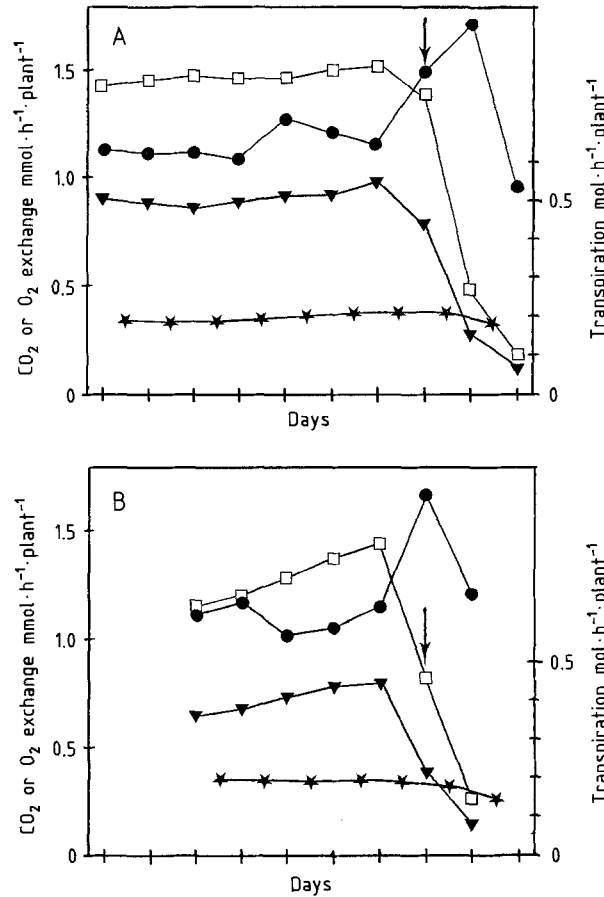 A
1.5
1.0
0.5
0
0.5
0
CO₂ or O₂ exchange mmol·h⁻¹·plant⁻¹
Transpiration mol·h⁻¹·plant⁻¹
Days
B
1.5
1.0
0.5
0
0.5
0
CO₂ or O₂ exchange mmol·h⁻¹·plant⁻¹
Transpiration mol·h⁻¹·plant⁻¹
Days